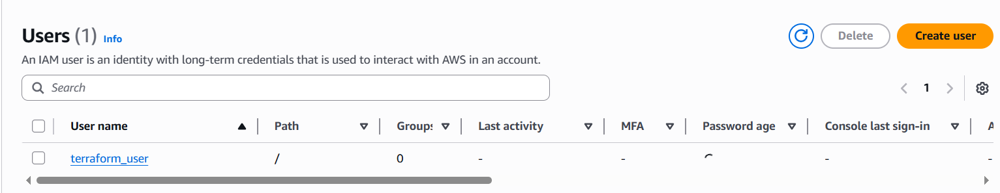 Users (1) Info
Delete
Create user
An IAM user is an identity with long-term credentials that is used to interact with AWS in an account.
Search
1
User name Path Groups Last activity MFA Password age Console last sign-in A
terraform_user / 0 - - - -